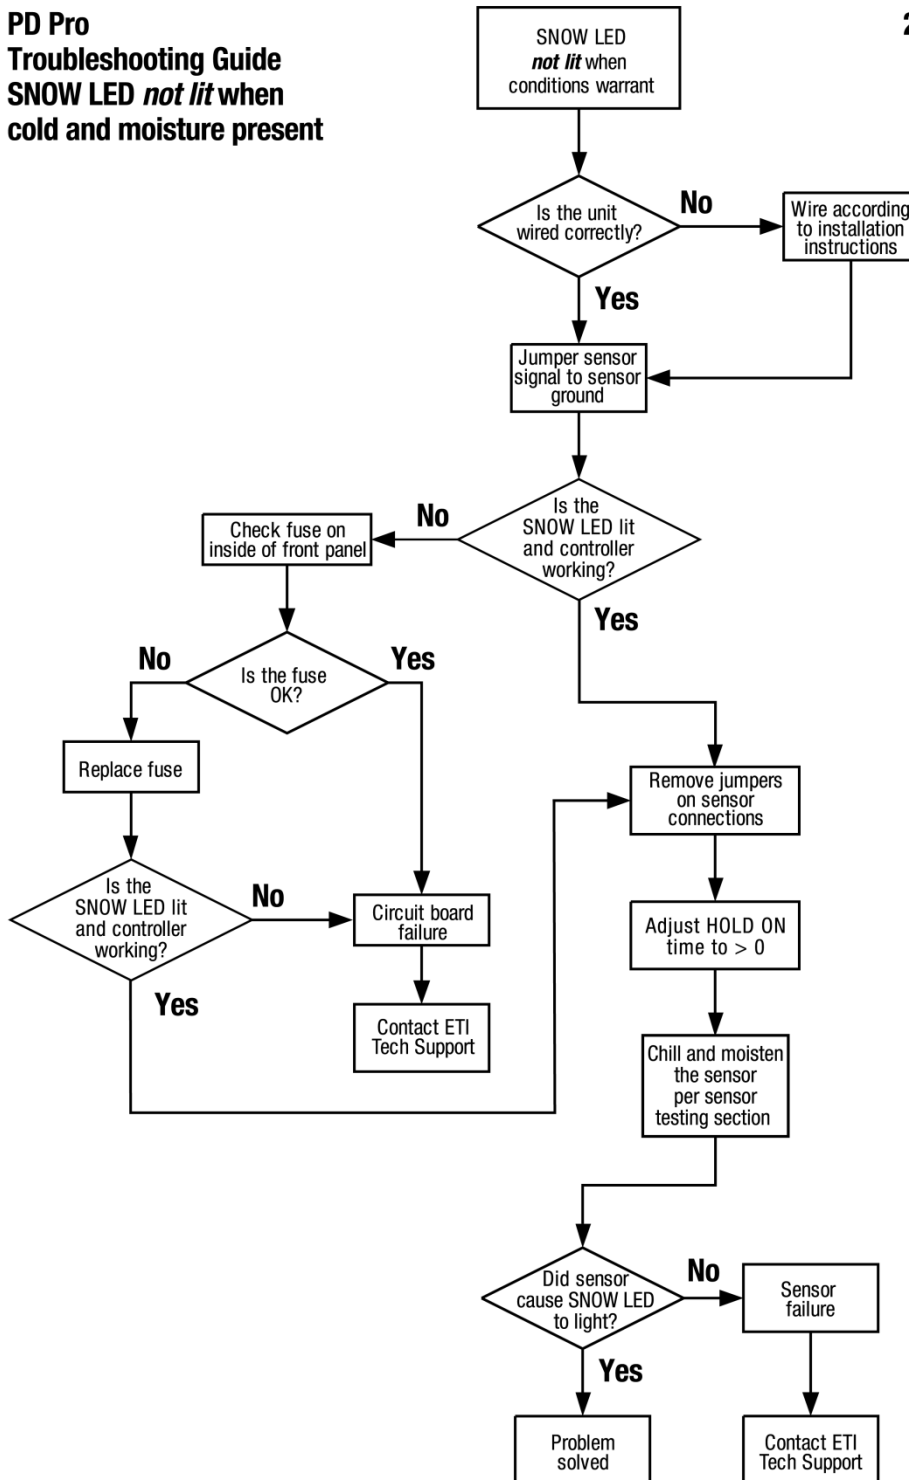 PD Pro
Troubleshooting Guide
SNOW LED not lit when
cold and moisture present
2
SNOW LED
not lit when
conditions warrant
Is the unit
wired correctly?
No
Wire according
to installation
instructions
Yes
Jumper sensor
signal to sensor
ground
Is the
SNOW LED lit
and controller
working?
No
Check fuse on
inside of front panel
Yes
Is the fuse
OK?
No
Yes
Replace fuse
Remove jumpers
on sensor
connections
Is the
SNOW LED lit
and controller
working?
No
Circuit board
failure
Yes
Contact ETI
Tech Support
Adjust HOLD ON
time to > 0
Chill and moisten
the sensor
per sensor
testing section
Did sensor
cause SNOW LED
to light?
No
Sensor
failure
Yes
Problem
solved
Contact ETI
Tech Support